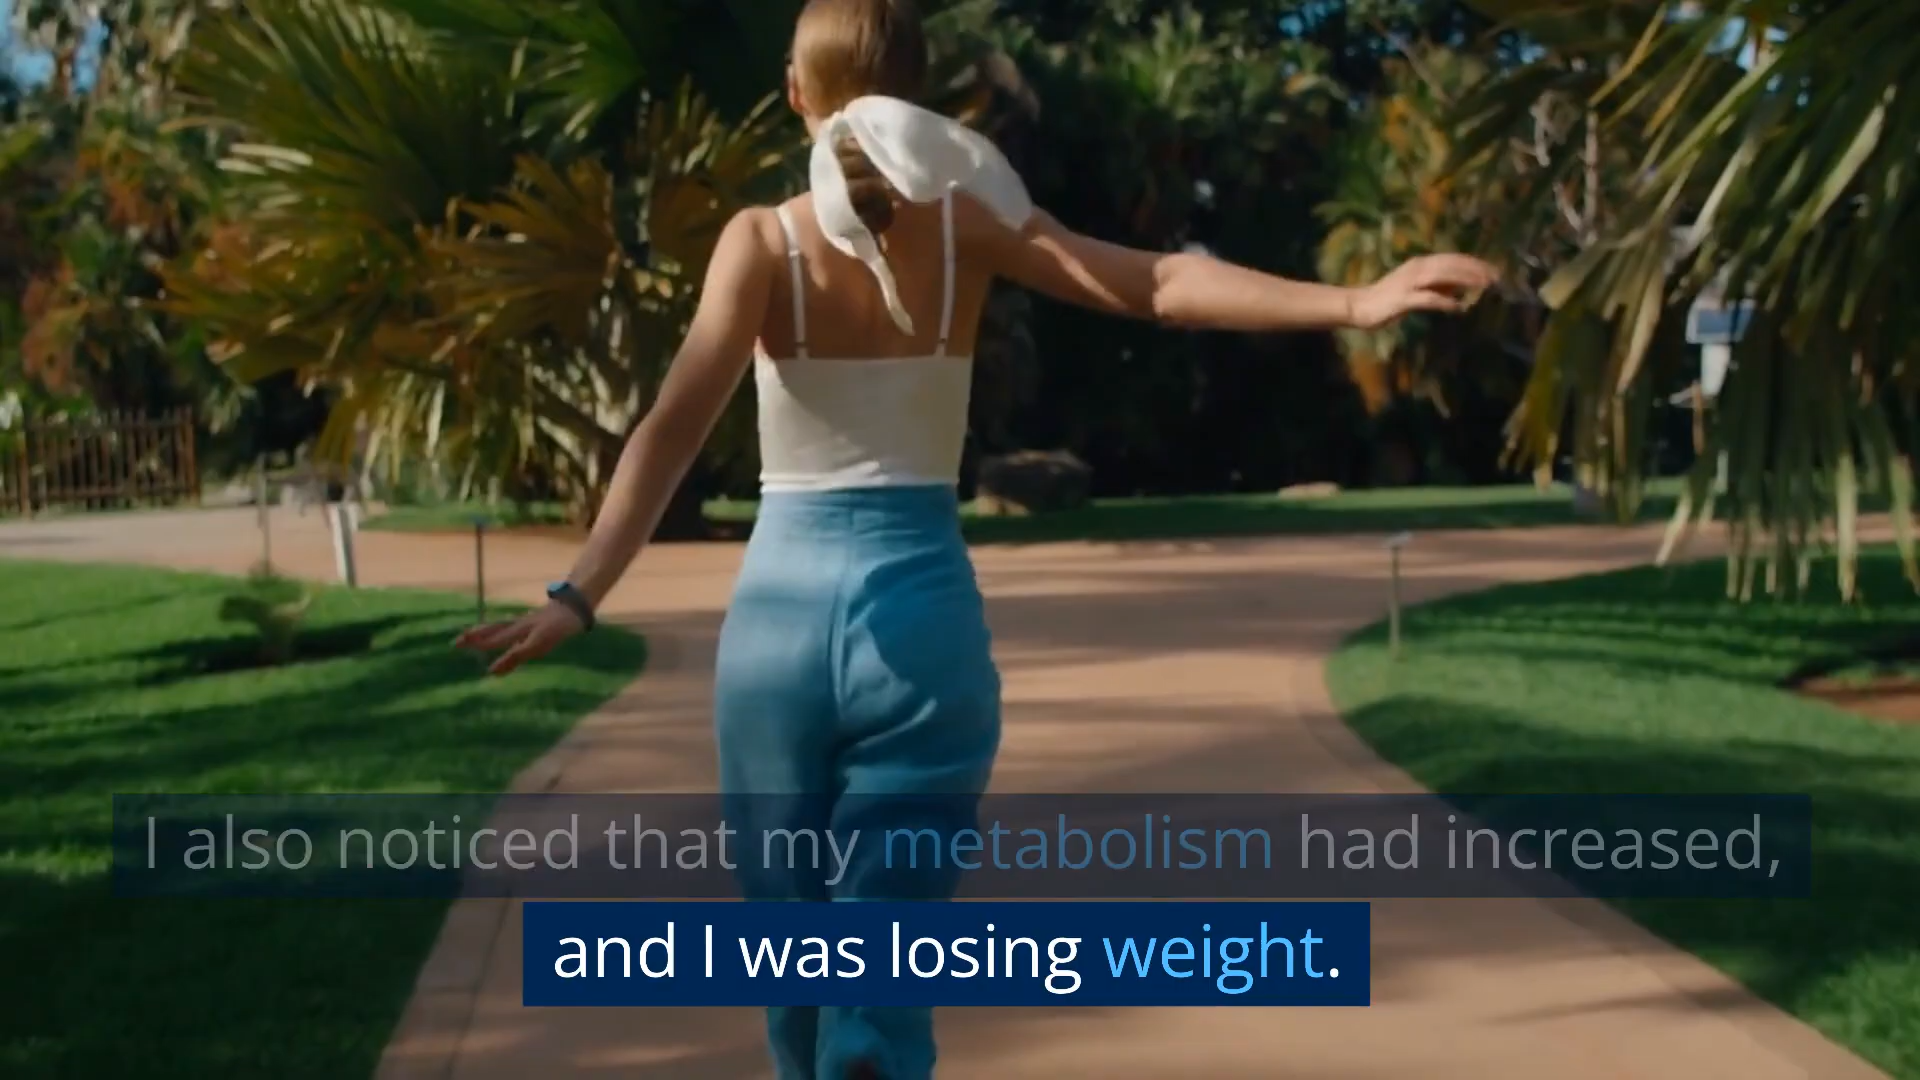 I also noticed that my metabolism had increased,
and I was losing weight.